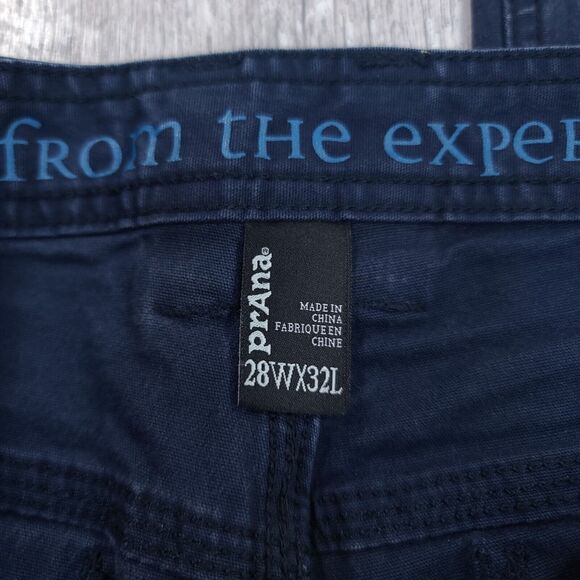 from the expe
prAna®
MADE IN
CHINA
FABRIQUE EN
CHINE
28WX32L